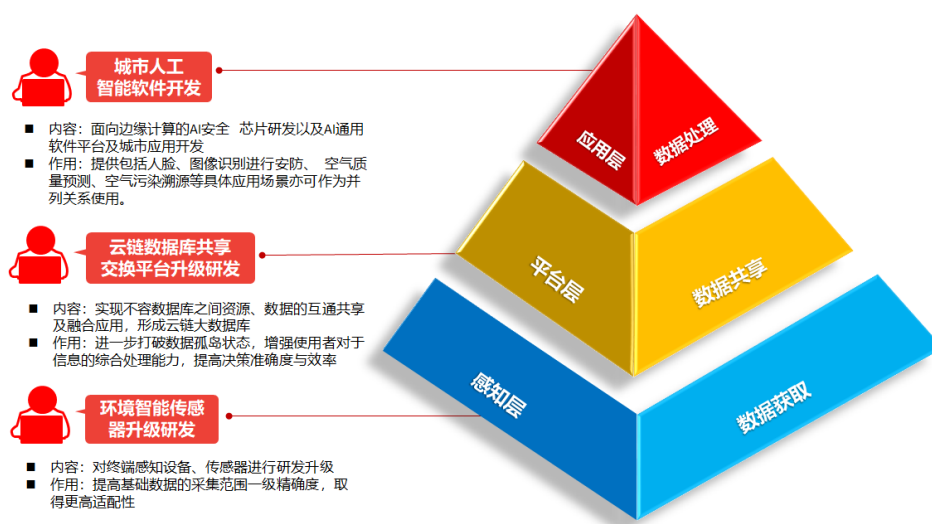 城市人工
智能软件开发
■ 内容：面向边缘计算的AI安全 芯片研发以及AI通用
软件平台及城市应用开发
■ 作用：提供包括人脸、图像识别进行安防、 空气质
量预测、空气污染溯源等具体应用场景亦可作为并
列关系使用。
云链数据库共享
交换平台升级研发
■ 内容：实现不容数据库之间资源、数据的互通共享
及融合应用，形成云链大数据库
■ 作用：进一步打破数据孤岛状态，增强使用者对于
信息的综合处理能力，提高决策准确度与效率
环境智能传感
器升级研发
■ 内容：对终端感知设备、传感器进行研发升级
■ 作用：提高基础数据的采集范围一级精确度，取
得更高适配性
应用层
数据处理
平台层
数据共享
感知层
数据获取